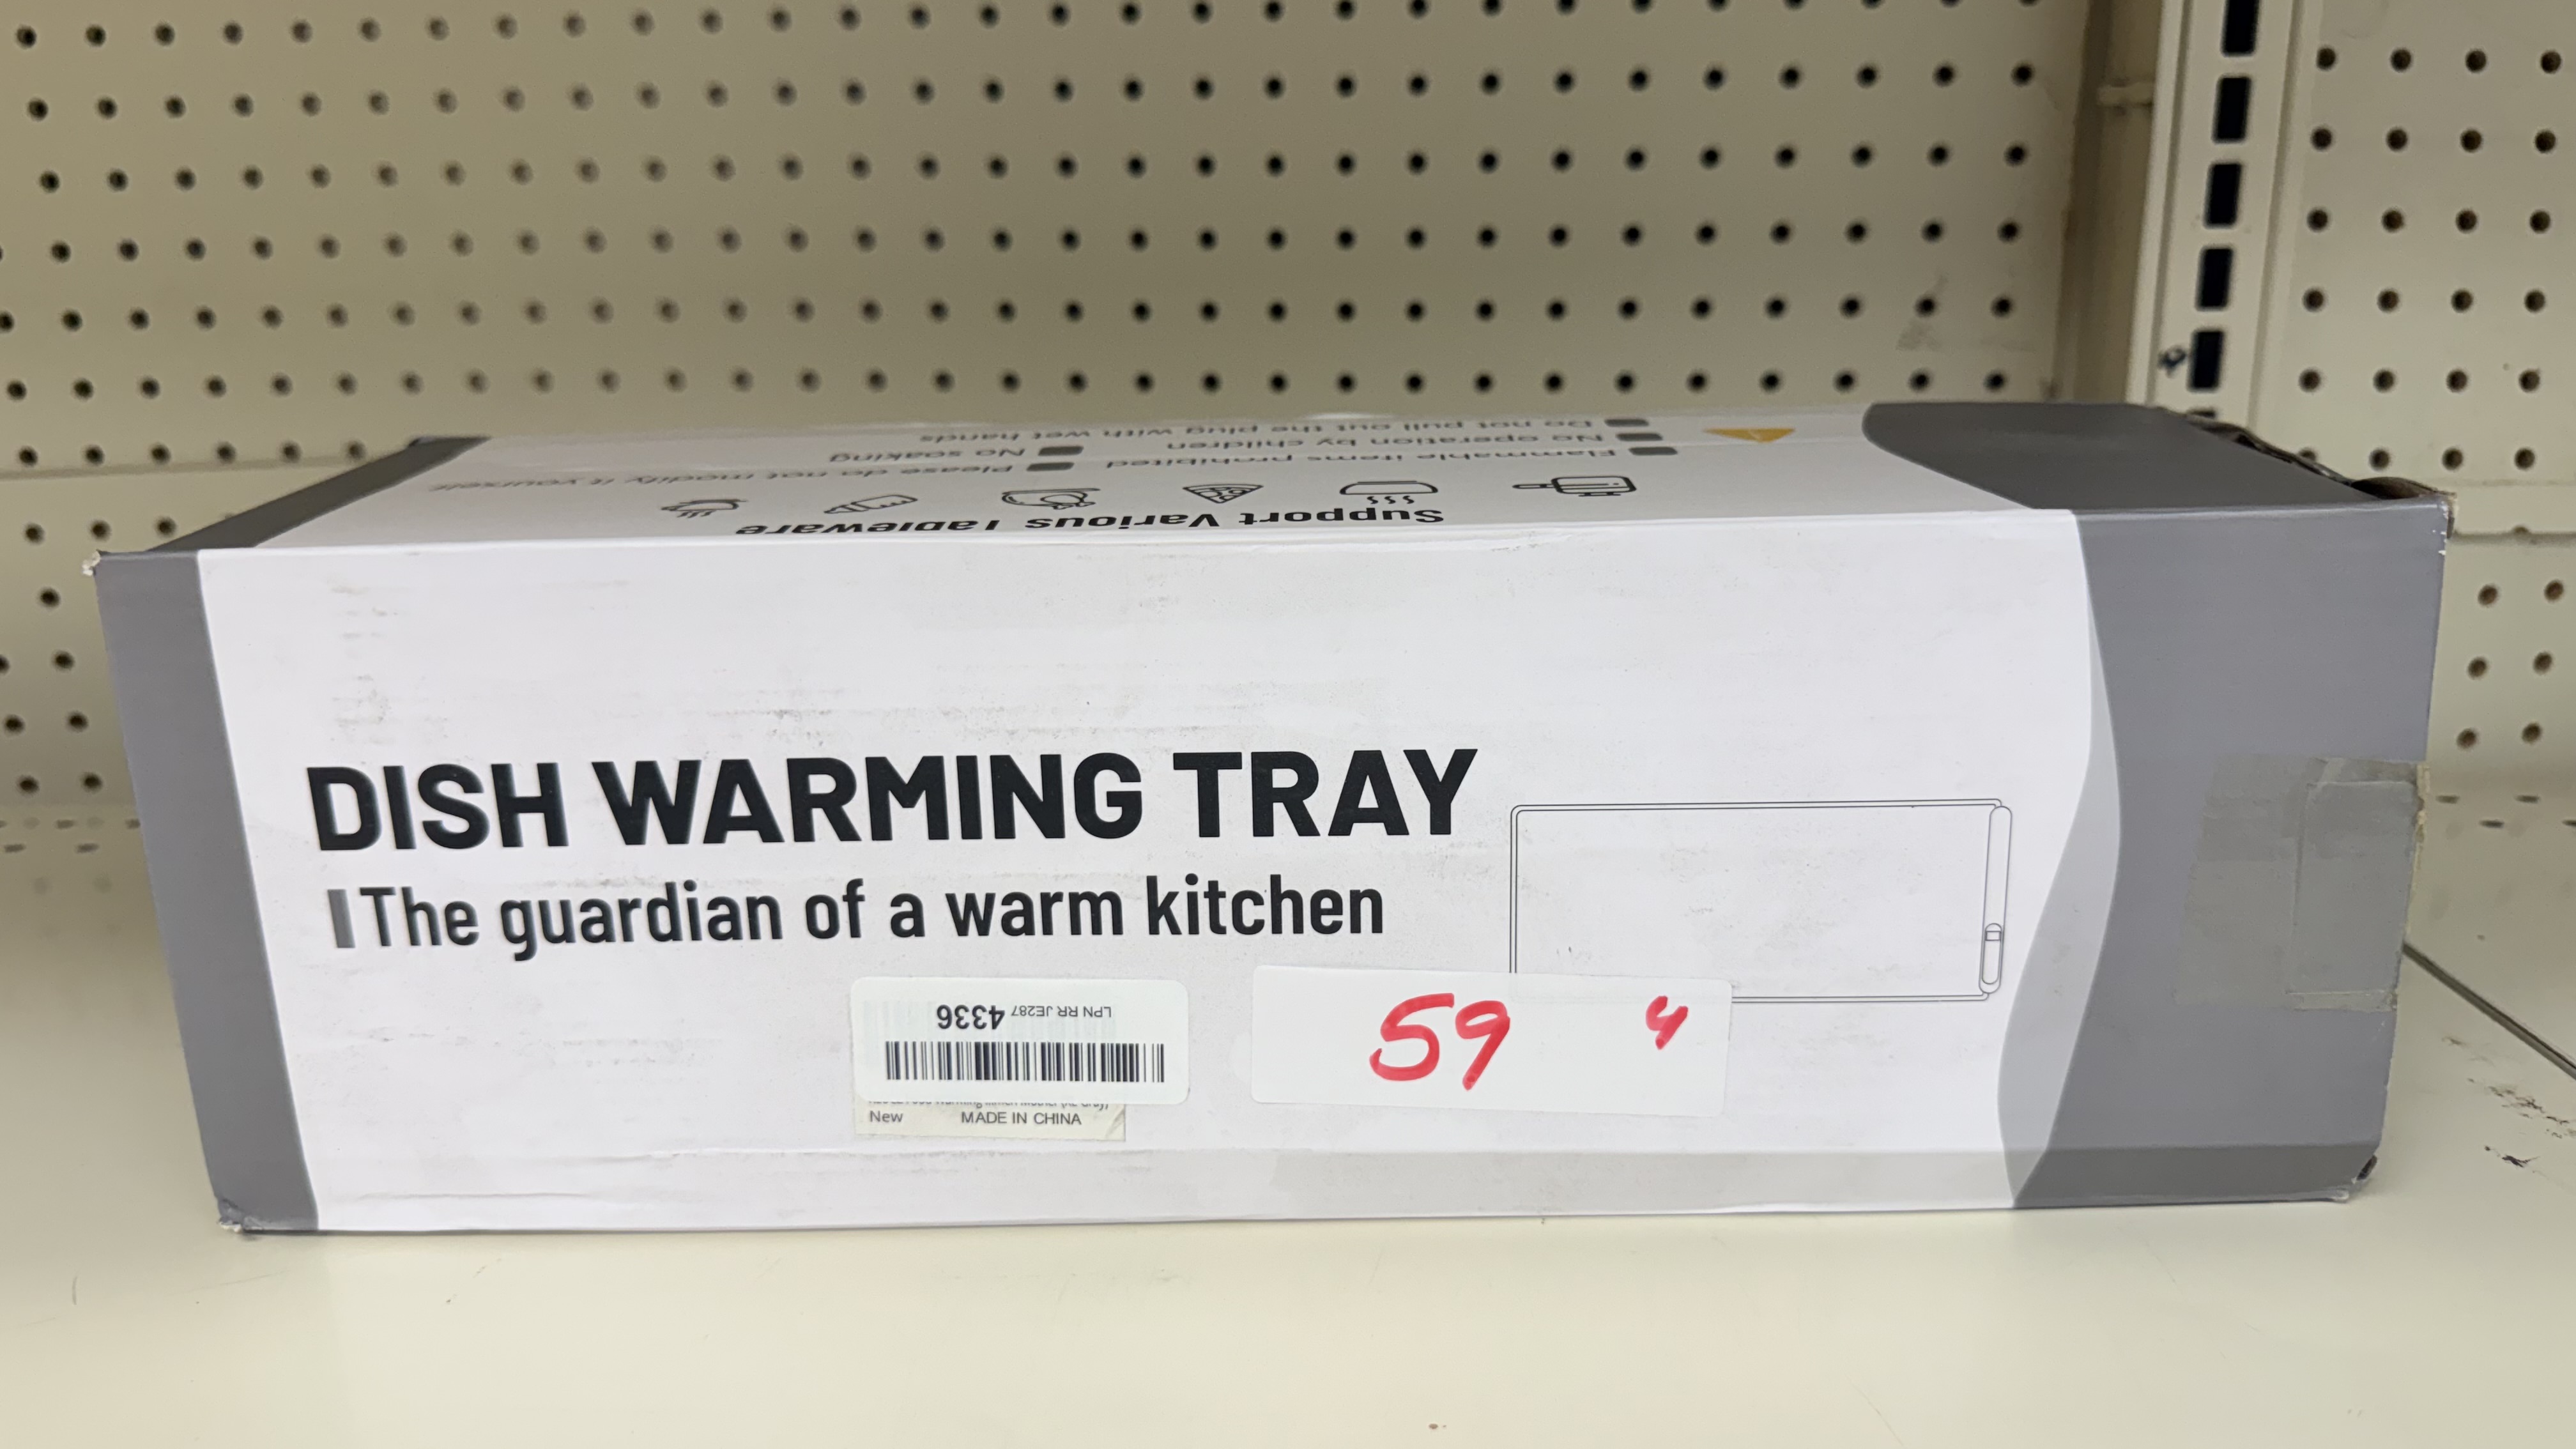 Do not pull out the plug with wet hands
No operation by children
No soaking
Flammable items prohibited
Please do not modify it yourself
Support Various Tableware
DISH WARMING TRAY
The guardian of a warm kitchen
LPN RR JE287 4336
59 4
New MADE IN CHINA